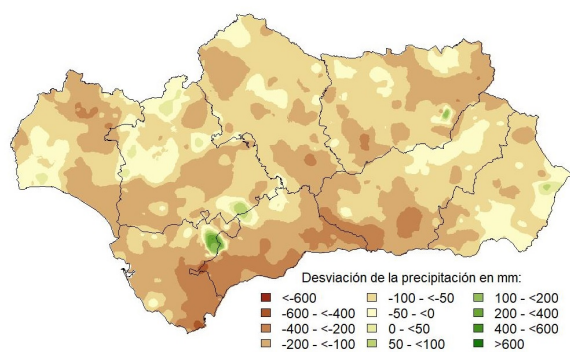 Desviación de la precipitación en mm:
<-600 -100 - <-50 100 - <200
-600 - <-400 -50 - <0 200 - <400
-400 - <-200 0 - <50 400 - <600
-200 - <-100 50 - <100 >600